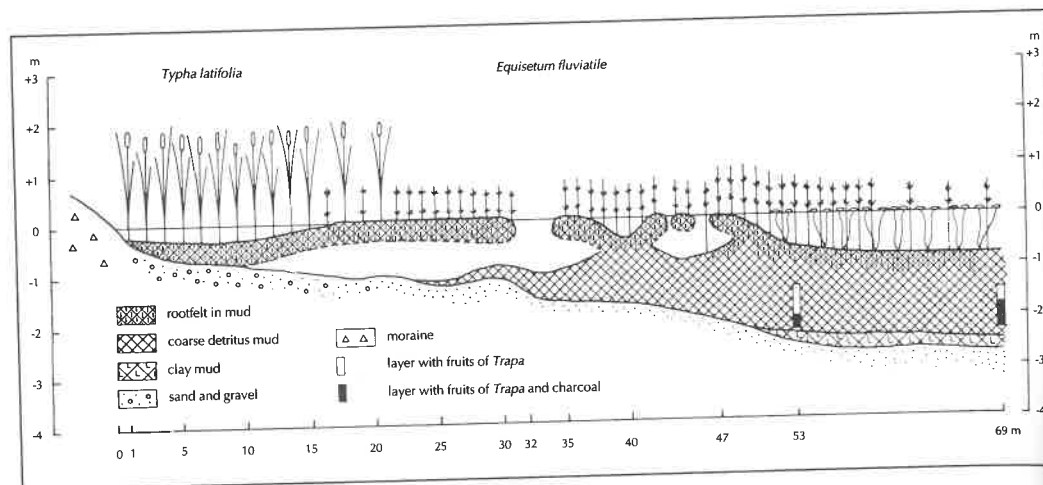 m
Typha latifolia
Equisetum fluviatile
m
+3
+2
+1
0
-1
-2
-3
-4
+3
+2
+1
0
-1
-2
-3
-4
rootfelt in mud
coarse detritus mud
clay mud
sand and gravel
moraine
layer with fruits of Trapa
layer with fruits of Trapa and charcoal
0 1 5 10 15 20 25 30 32 35 40 47 53 69 m